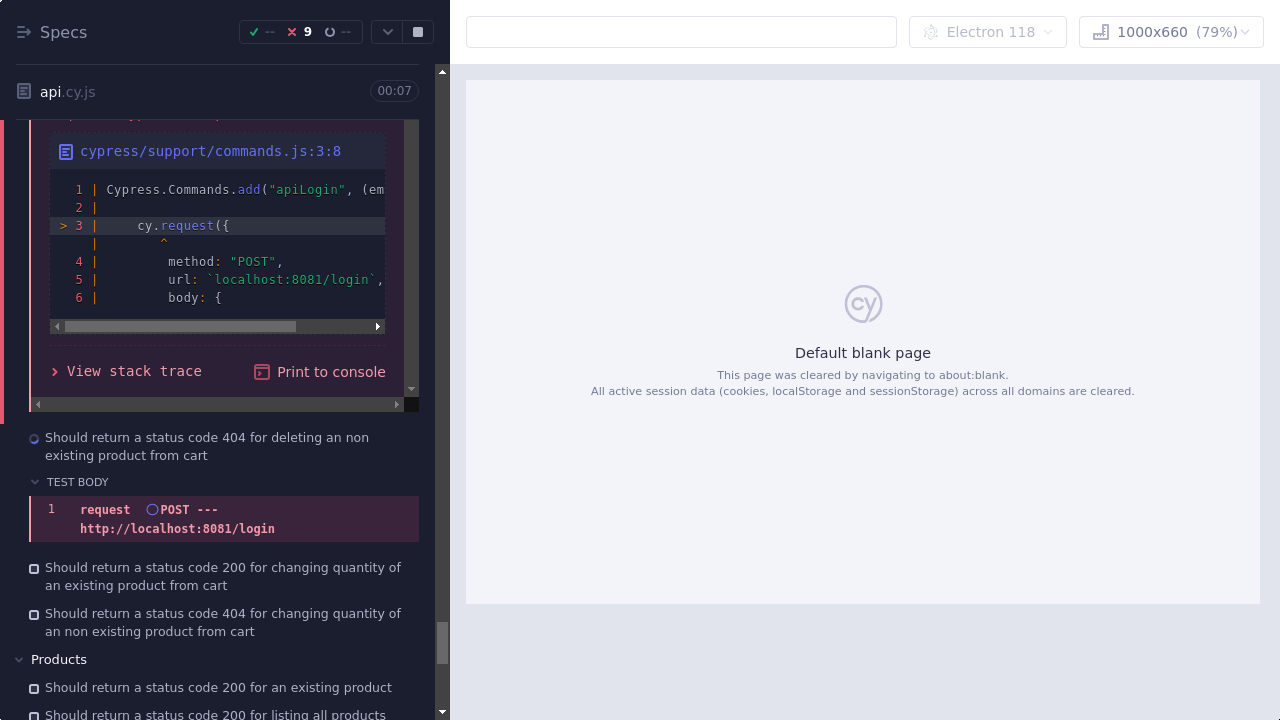 Specs
--
9
--
Electron 118
1000x660 (79%)
api.cy.js
00:07
cypress/support/commands.js:3:8
1 | Cypress.Commands.add("apiLogin", (em
2 |
> 3 | cy.request({
| ^
4 | method: "POST",
5 | url: `localhost:8081/login`,
6 | body: {
View stack trace
Print to console
Should return a status code 404 for deleting an non
existing product from cart
TEST BODY
1 request POST ---
http://localhost:8081/login
Should return a status code 200 for changing quantity of
an existing product from cart
Should return a status code 404 for changing quantity of
an non existing product from cart
Products
Should return a status code 200 for an existing product
Should return a status code 200 for listing all products
cy
Default blank page
This page was cleared by navigating to about:blank.
All active session data (cookies, localStorage and sessionStorage) across all domains are cleared.